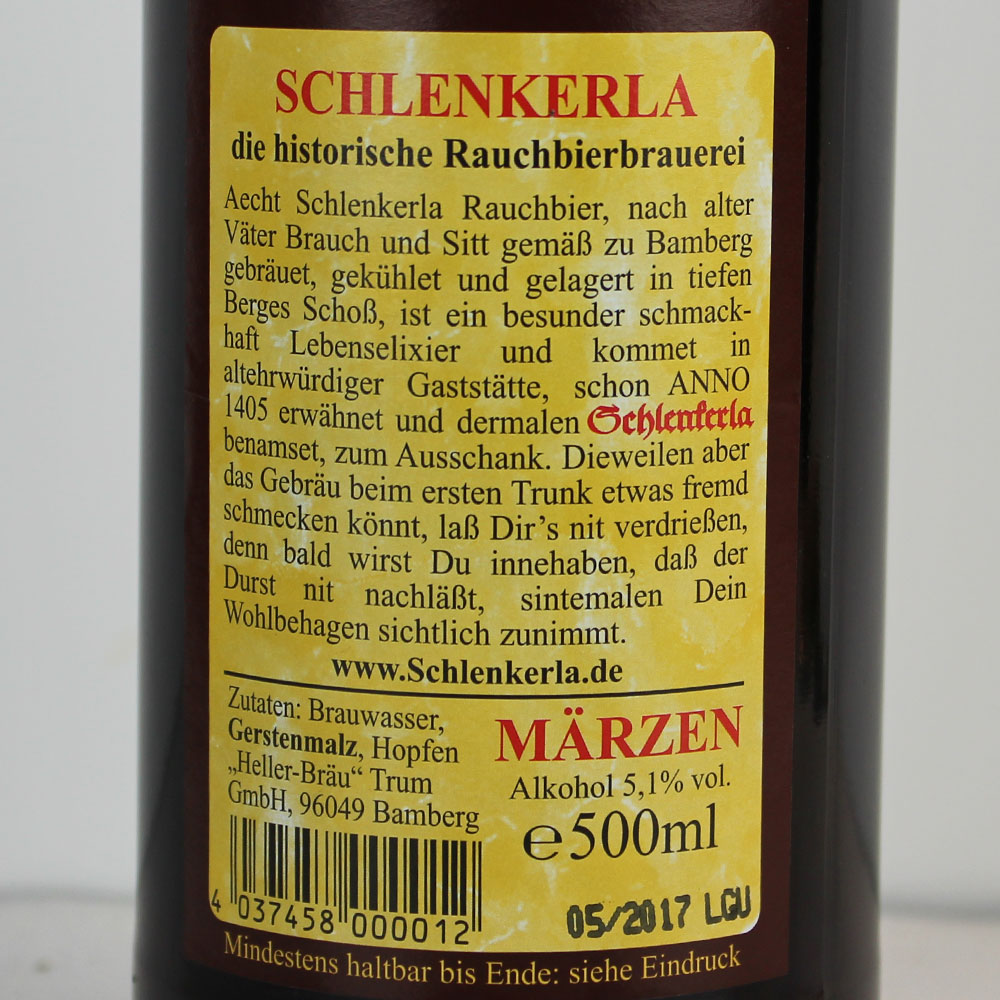 SCHLENKERLA
die historische Rauchbierbrauerei
Aecht Schlenkerla Rauchbier, nach alter
Väter Brauch und Sitt gemäß zu Bamberg
gebräuet, gekühlet und gelagert in tiefen
Berges Schoß, ist ein besunder schmack-
haft Lebenselixier und kommet in
altehrwürdiger Gaststätte, schon ANNO
1405 erwähnet und dermalen Schlenkerla
benamset, zum Ausschank. Dieweilen aber
das Gebräu beim ersten Trunk etwas fremd
schmecken könnt, laß Dir's nit verdrießen,
denn bald wirst Du innehaben, daß der
Durst nit nachläßt, sintemalen Dein
Wohlbehagen sichtlich zunimmt.
www.Schlenkerla.de
Zutaten: Brauwasser,
Gerstenmalz, Hopfen
„Heller-Bräu“ Trum
GmbH, 96049 Bamberg
MÄRZEN
Alkohol 5,1% vol.
℮500ml
4 037458 000012
05/2017 LGU
Mindestens haltbar bis Ende: siehe Eindruck